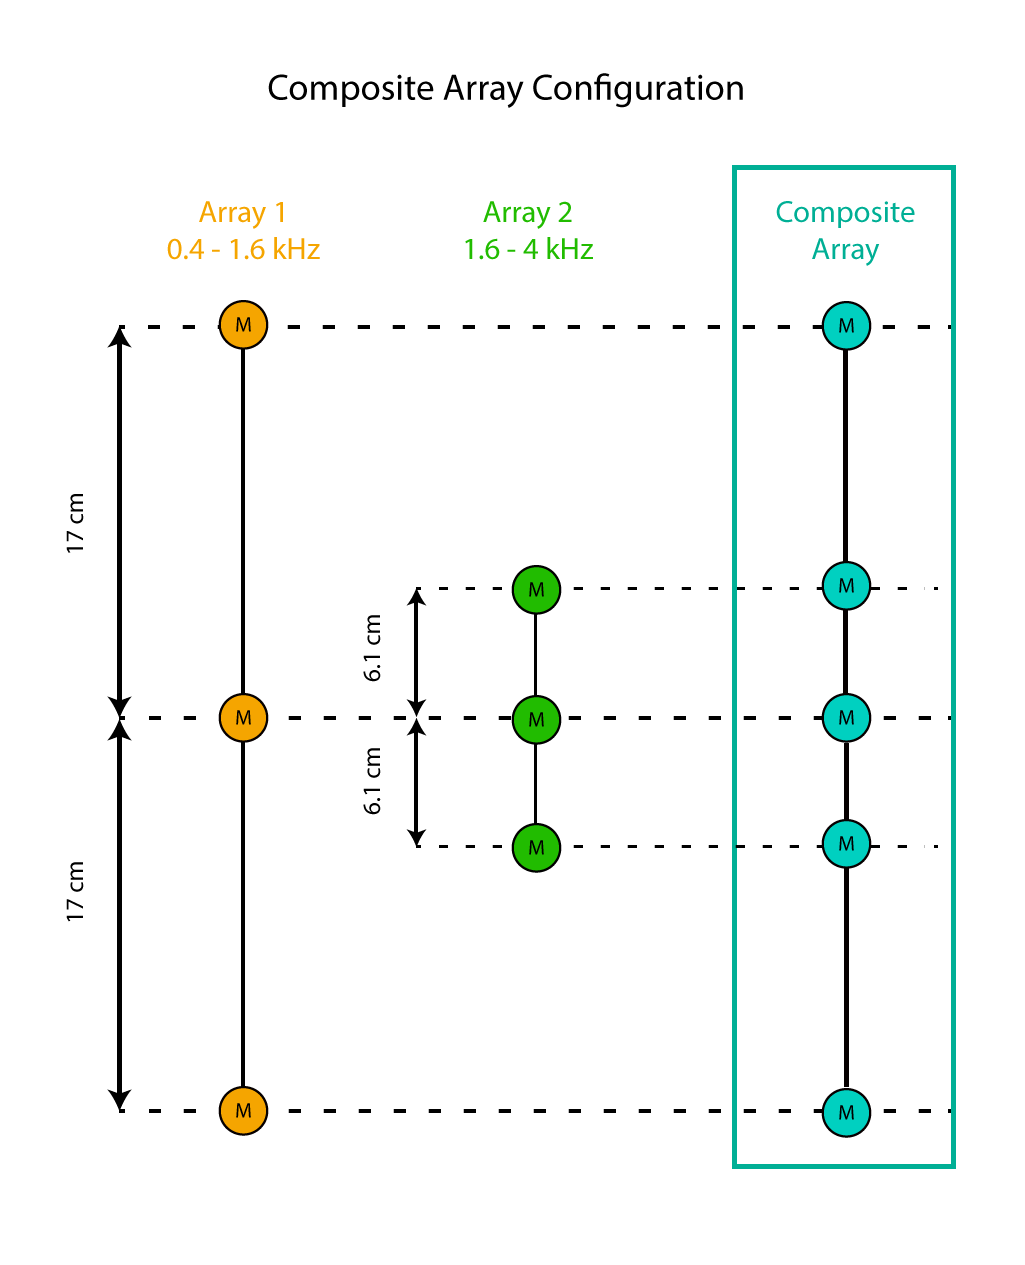 Composite Array Configuration
Array 1
0.4 - 1.6 kHz
Array 2
1.6 - 4 kHz
Composite
Array
M
M
17 cm
M
M
6.1 cm
M
M
M
6.1 cm
M
M
17 cm
M
M